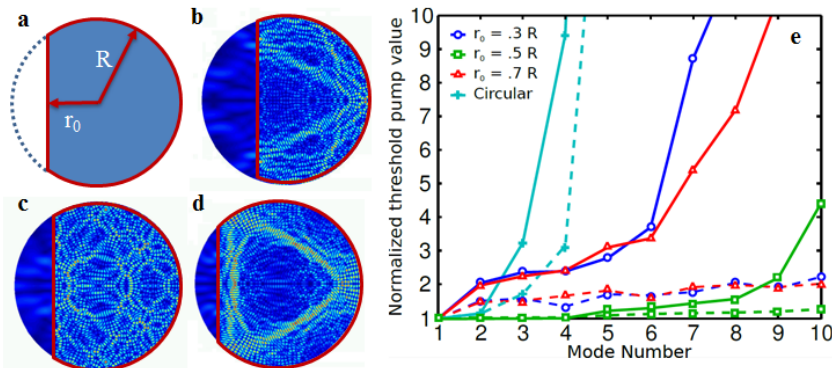 a
R
r0
b
c
d
e
Normalized threshold pump value
10
9
8
7
6
5
4
3
2
1
r0 = .3 R
r0 = .5 R
r0 = .7 R
Circular
1 2 3 4 5 6 7 8 9 10
Mode Number